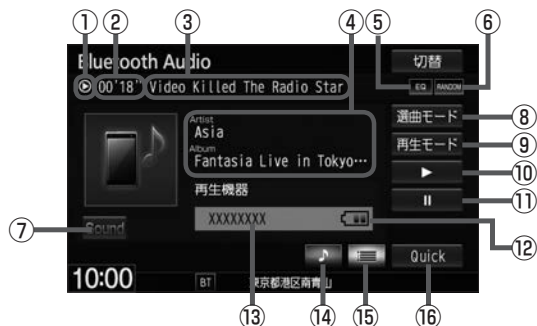 ① ② ③ ④ ⑤ ⑥
Bluetooth Audio 切替
00'18" Video Killed The Radio Star EQ RANDOM
Artist
Asia
Album
Fantasia Live in Tokyo…
選曲モード ⑧
再生モード ⑨
⑩
再生機器
⑪
⑦ Sound
XXXXXXXX ⑫
Quick
10:00 BT 東京都港区南青山
⑬ ⑭ ⑮ ⑯